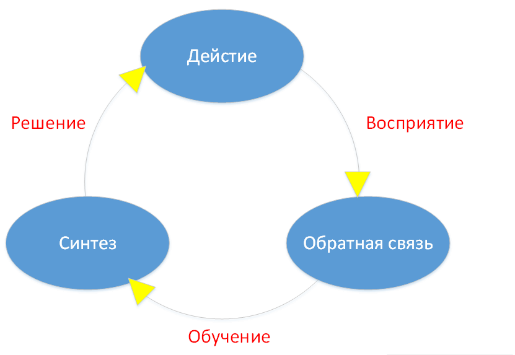 Дейстие
Решение
Восприятие
Синтез
Обратная связь
Обучение